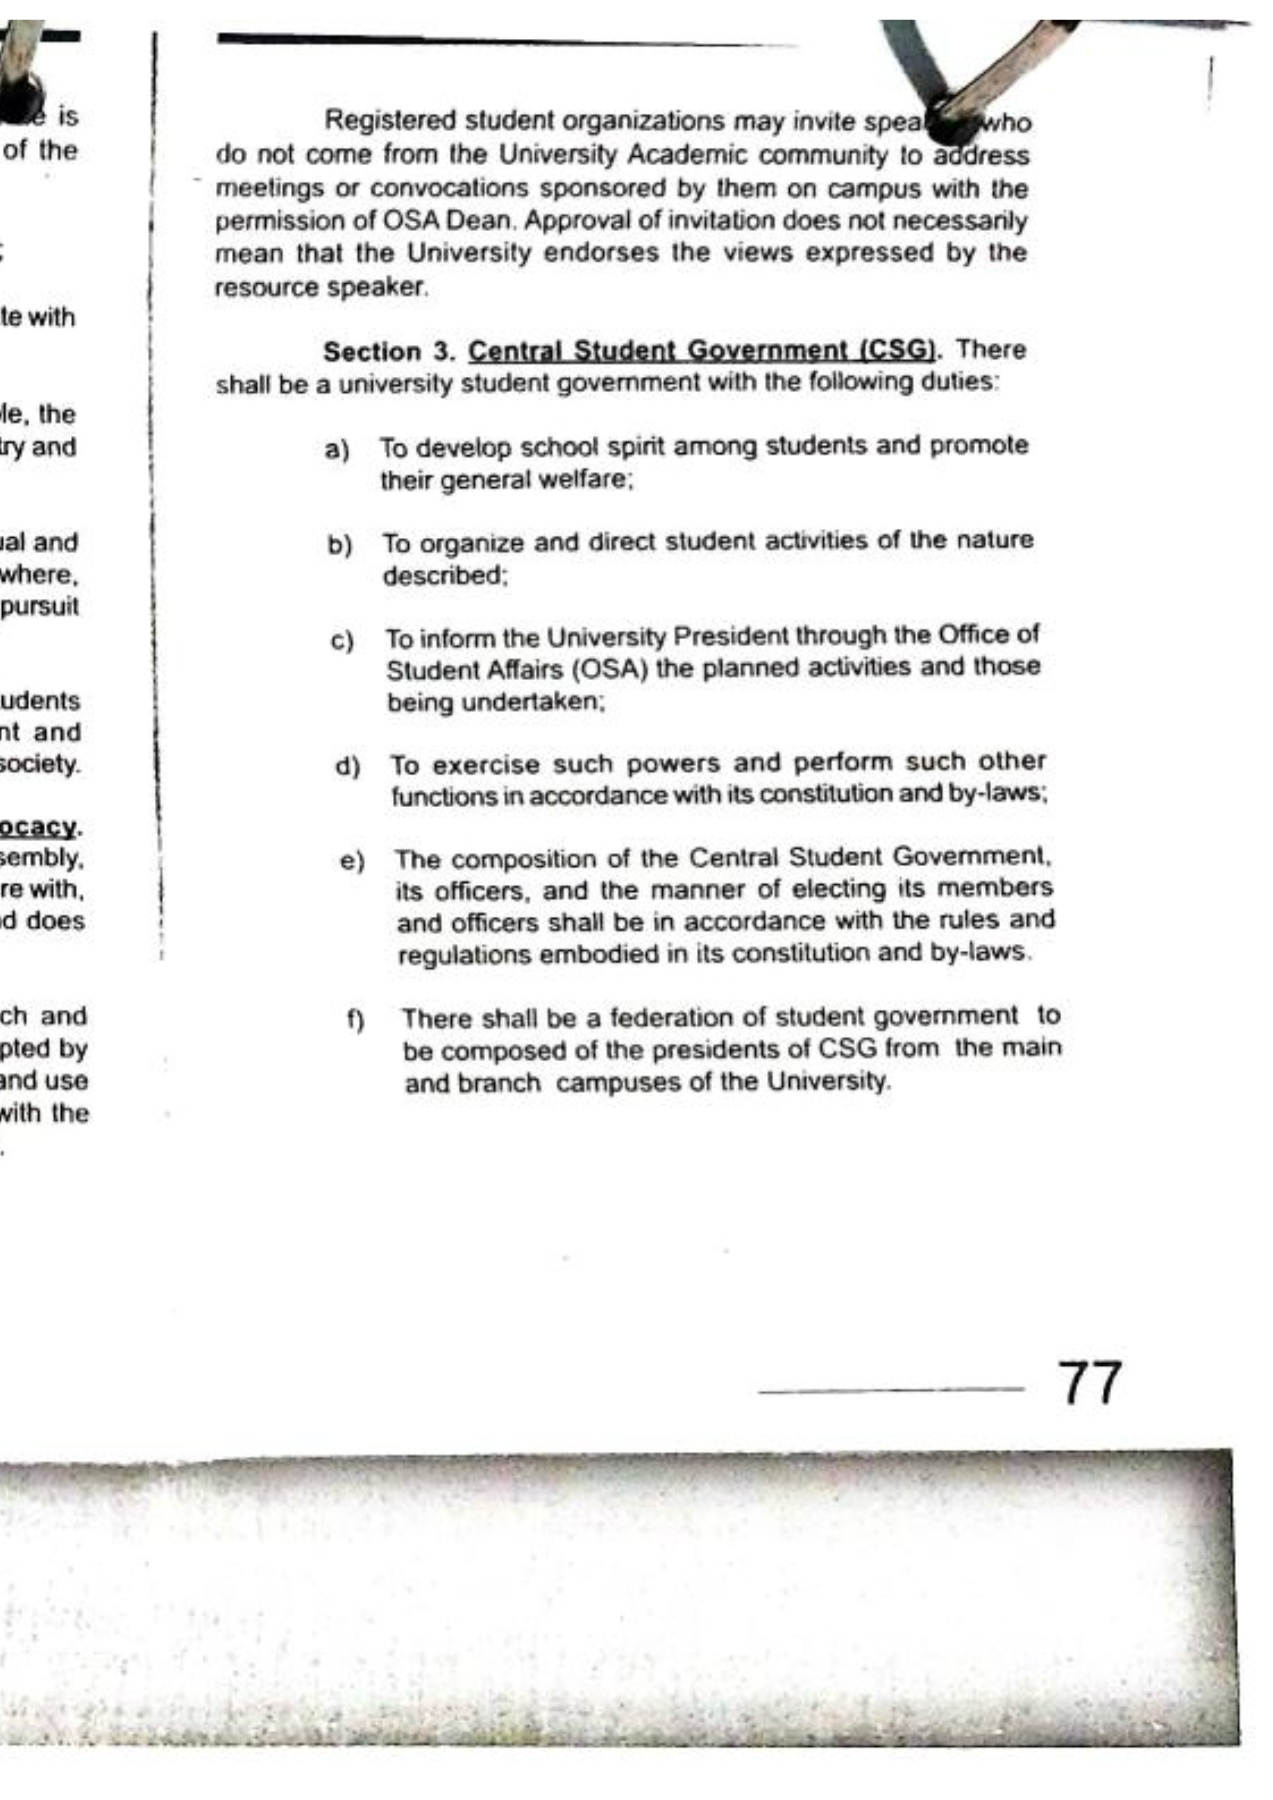 is
of the
te with
le, the
try and
ual and
where,
pursuit
udents
nt and
society.
ocacy.
sembly,
re with,
d does
ch and
pted by
and use
with the
Registered student organizations may invite who
do not come from the University Academic community to address
meetings or convocations sponsored by them on campus with the
permission of OSA Dean. Approval of invitation does not necessarily
mean that the University endorses the views expressed by the
resource speaker.
Section 3. Central Student Government (CSG). There
shall be a university student government with the following duties:
a) To develop school spirit among students and promote
their general welfare;
b) To organize and direct student activities of the nature
described;
c) To inform the University President through the Office of
Student Affairs (OSA) the planned activities and those
being undertaken;
d) To exercise such powers and perform such other
functions in accordance with its constitution and by-laws;
e) The composition of the Central Student Government,
its officers, and the manner of electing its members
and officers shall be in accordance with the rules and
regulations embodied in its constitution and by-laws.
f) There shall be a federation of student government to
be composed of the presidents of CSG from the main
and branch campuses of the University.
77